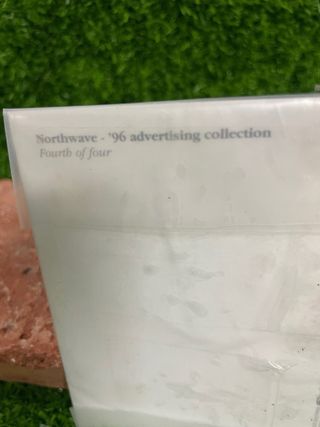 Northwave - '96 advertising collection
Fourth of four